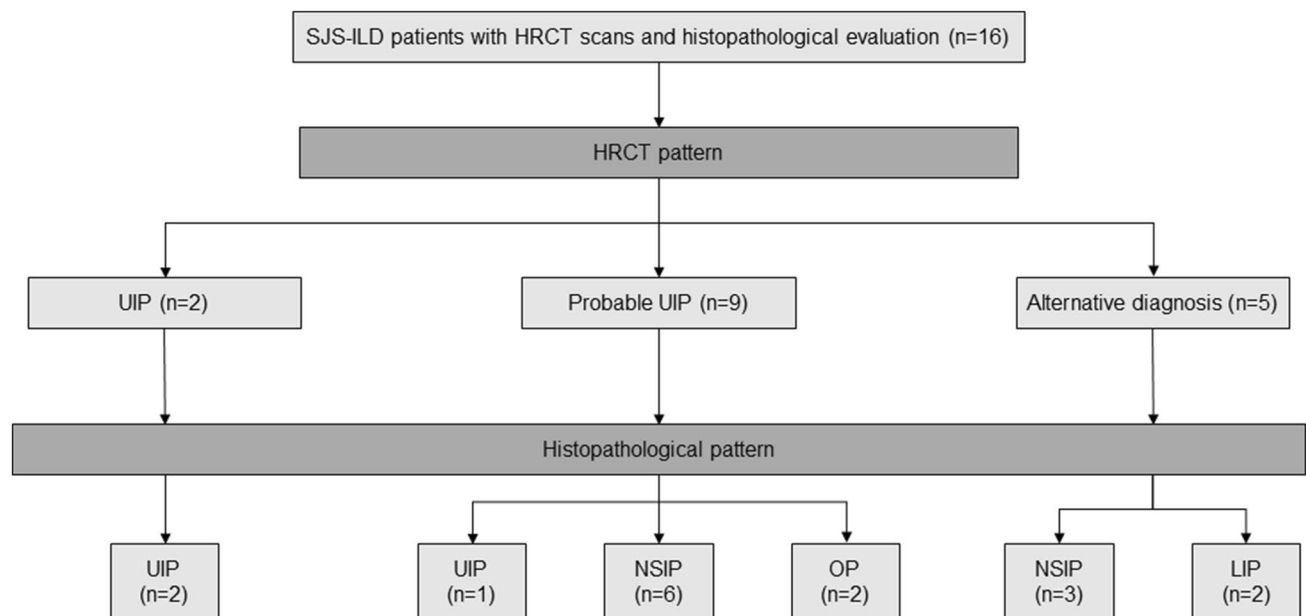 SJS-ILD patients with HRCT scans and histopathological evaluation (n=16)
HRCT pattern
UIP (n=2)
Probable UIP (n=9)
Alternative diagnosis (n=5)
Histopathological pattern
UIP
(n=2)
UIP
(n=1)
NSIP
(n=6)
OP
(n=2)
NSIP
(n=3)
LIP
(n=2)